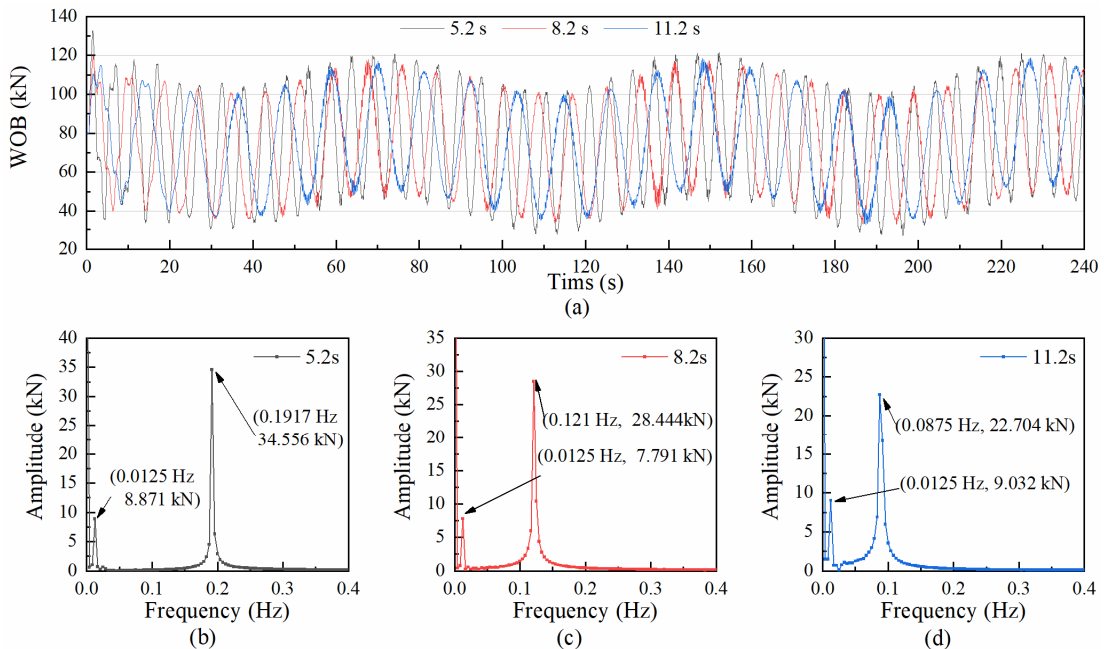 5.2 s 8.2 s 11.2 s
140
120
100
80
60
40
20
WOB (kN)
0 20 40 60 80 100 120 140 160 180 200 220 240
Tims (s)
(a)
40
35
30
25
20
15
10
5
0
Amplitude (kN)
5.2s
(0.1917 Hz
34.556 kN)
(0.0125 Hz
8.871 kN)
0.0 0.1 0.2 0.3 0.4
Frequency (Hz)
(b)
35
30
25
20
15
10
5
0
Amplitude (kN)
8.2s
(0.121 Hz, 28.444kN)
(0.0125 Hz, 7.791 kN)
0.0 0.1 0.2 0.3 0.4
Frequency (Hz)
(c)
30
25
20
15
10
5
0
Amplitude (kN)
11.2s
(0.0875 Hz, 22.704 kN)
(0.0125 Hz, 9.032 kN)
0.0 0.1 0.2 0.3 0.4
Frequency (Hz)
(d)